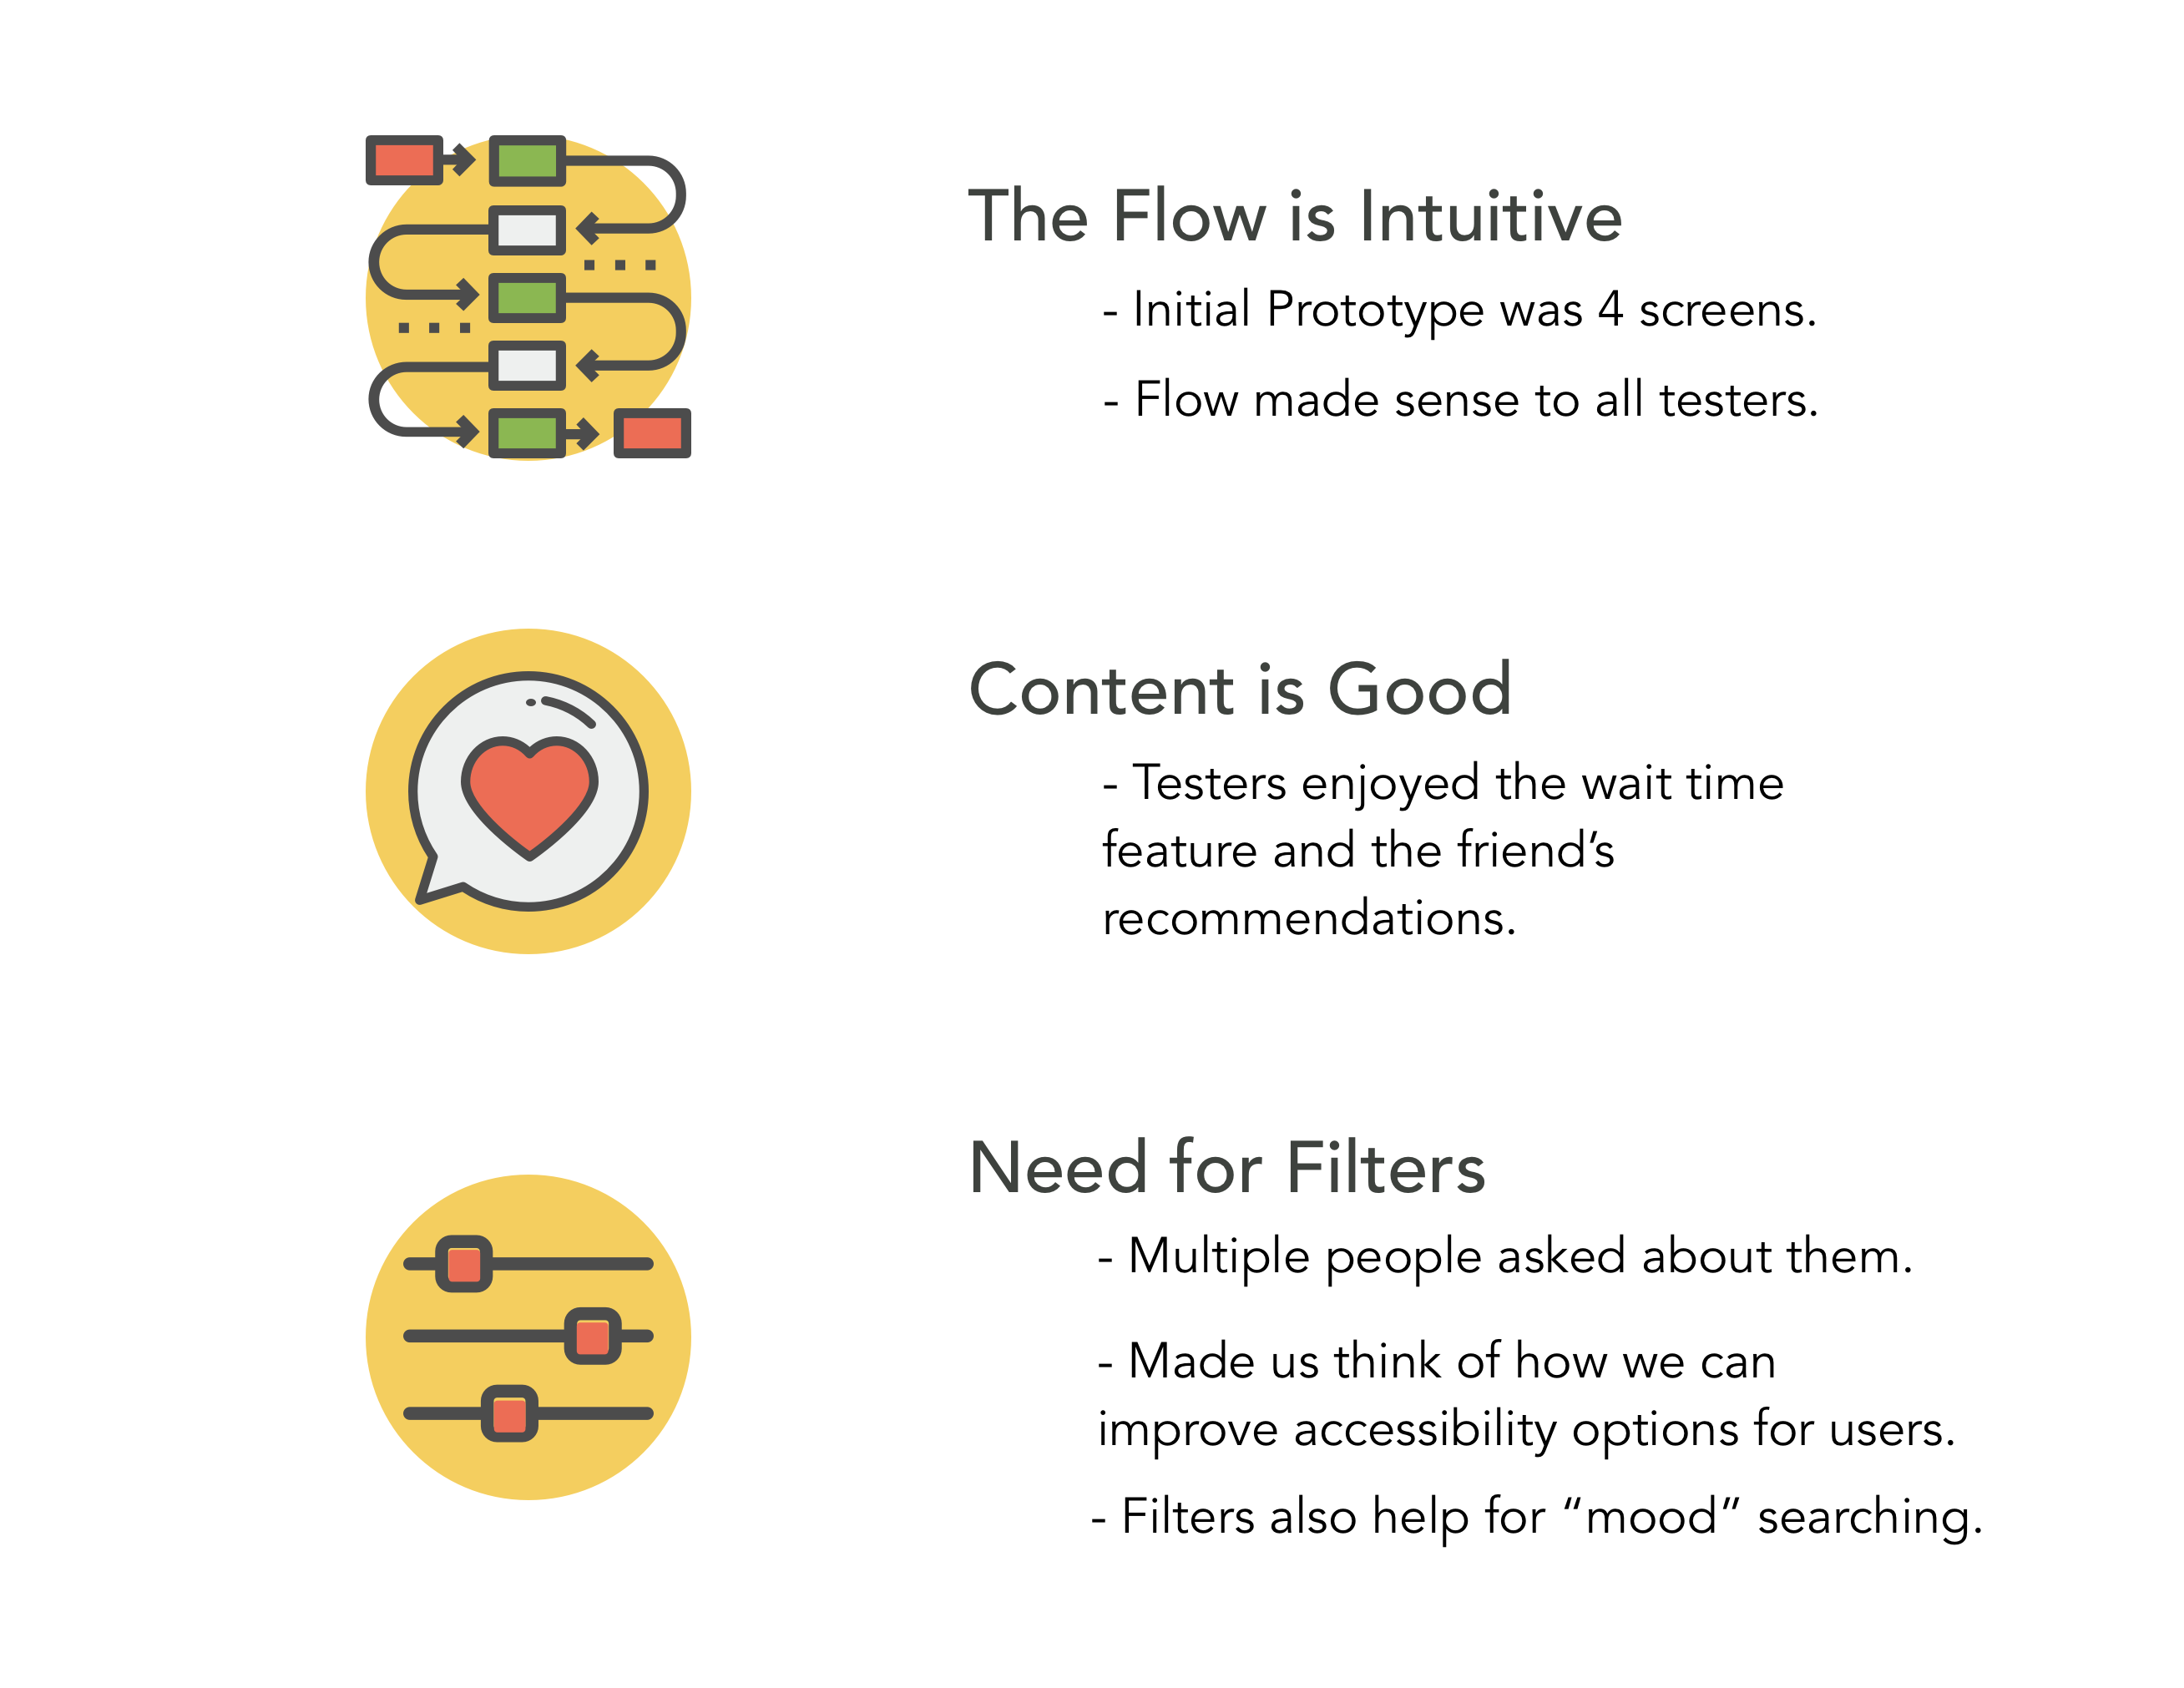 The Flow is Intuitive
- Initial Prototype was 4 screens.
- Flow made sense to all testers.
Content is Good
- Testers enjoyed the wait time
feature and the friend’s
recommendations.
Need for Filters
- Multiple people asked about them.
- Made us think of how we can
improve accessibility options for users.
- Filters also help for “mood” searching.